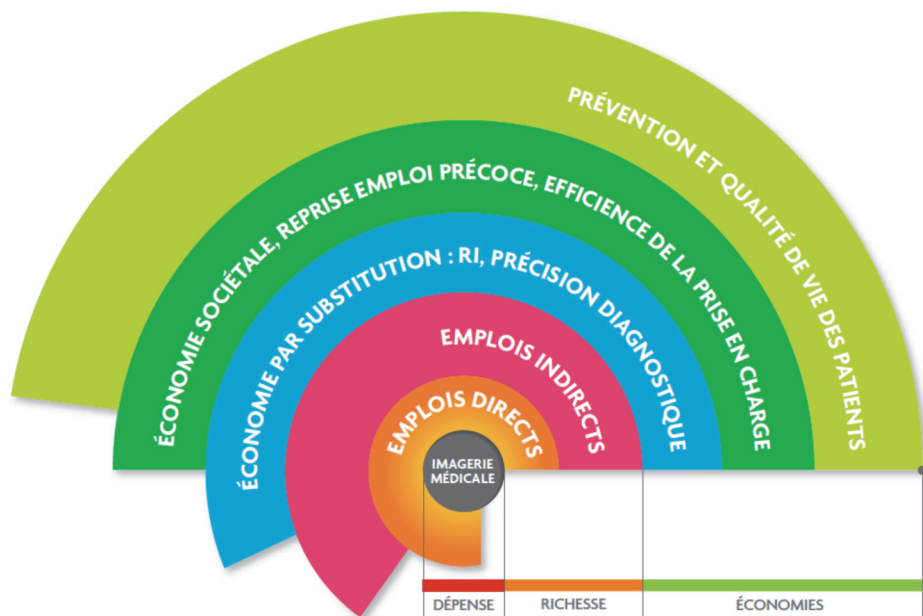 PRÉVENTION ET QUALITÉ DE VIE DES PATIENTS
ÉCONOMIE SOCIÉTALE, REPRISE EMPLOI PRÉCOCE, EFFICIENCE DE LA PRISE EN CHARGE
ÉCONOMIE PAR SUBSTITUTION : RI, PRÉCISION DIAGNOSTIQUE
EMPLOIS INDIRECTS
EMPLOIS DIRECTS
IMAGERIE
MÉDICALE
DÉPENSE
RICHESSE
ÉCONOMIES